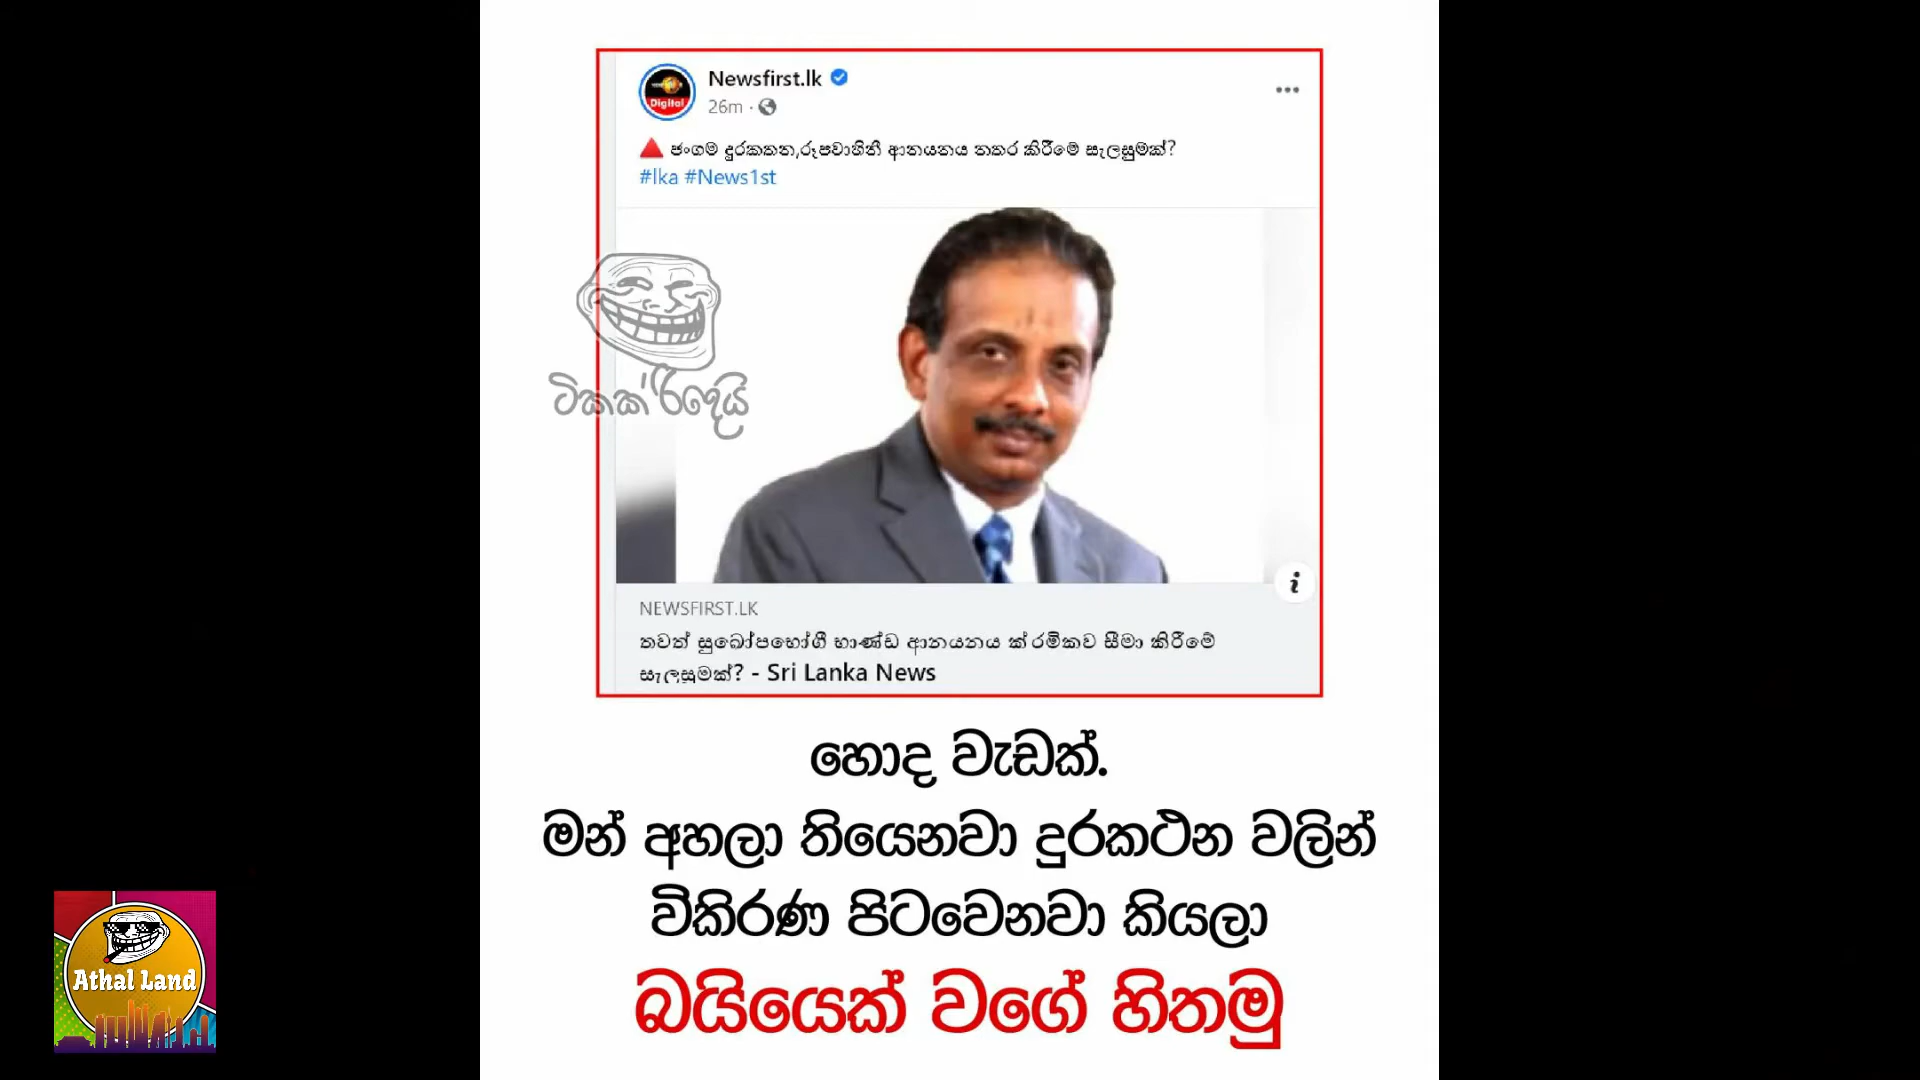 Newsfirst.lk
Digital
26m
ජංගම දුරකතන,රූපවාහිනී ආනයනය නතර කිරීමේ සැලසුමක්?
#lka #News1st
ටිකක් රිදෙයි
NEWSFIRST.LK
තවත් සුඛෝපභෝගී භාණ්ඩ ආනයනය ක්‍රමිකව සීමා කිරීමේ
සැලසුමක්? - Sri Lanka News
හොද වැඩක්.
මන් අහලා තියෙනවා දුරකථන වලින්
විකිරණ පිටවෙනවා කියලා
බයියෙක් වගේ හිතමු
Athal Land